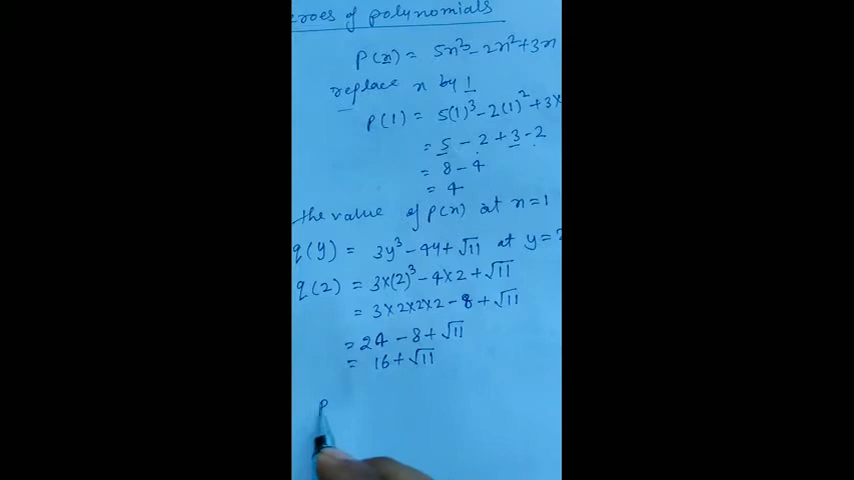 eroes of polynomials
P(x) = 5x³ - 2x² + 3x
replace x by 1
P(1) = 5(1)³ - 2(1)² + 3×
= 5 - 2 + 3 - 2
= 8 - 4
= 4
the value of P(x) at x = 1
q(y) = 3y³ - 4y + √11 at y = 2
q(2) = 3×(2)³ - 4×2 + √11
= 3×2×2×2 - 8 + √11
= 24 - 8 + √11
= 16 + √11
P